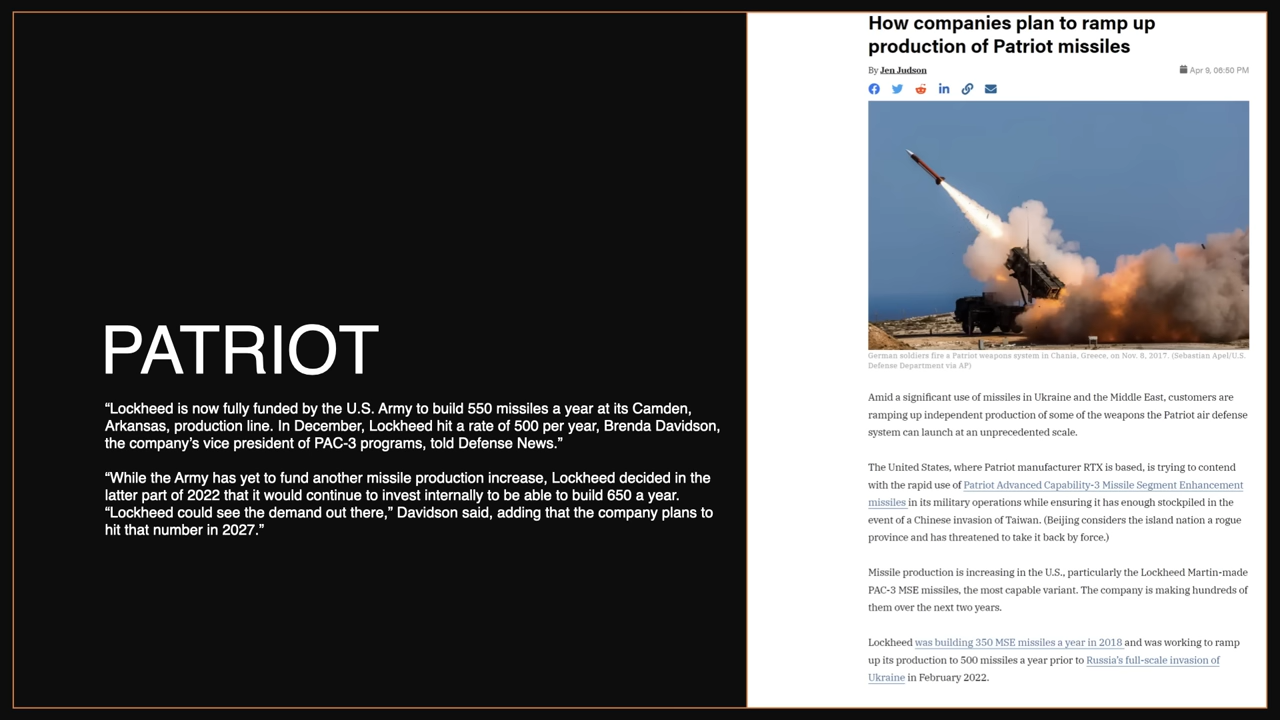 PATRIOT
“Lockheed is now fully funded by the U.S. Army to build 550 missiles a year at its Camden,
Arkansas, production line. In December, Lockheed hit a rate of 500 per year, Brenda Davidson,
the company’s vice president of PAC-3 programs, told Defense News.”
“While the Army has yet to fund another missile production increase, Lockheed decided in the
latter part of 2022 that it would continue to invest internally to be able to build 650 a year.
“Lockheed could see the demand out there,” Davidson said, adding that the company plans to
hit that number in 2027.”
How companies plan to ramp up
production of Patriot missiles
By Jen Judson
Apr 9, 06:50 PM
German soldiers fire a Patriot weapons system in Chania, Greece, on Nov. 8, 2017. (Sebastian Apel/U.S.
Defense Department via AP)
Amid a significant use of missiles in Ukraine and the Middle East, customers are
ramping up independent production of some of the weapons the Patriot air defense
system can launch at an unprecedented scale.
The United States, where Patriot manufacturer RTX is based, is trying to contend
with the rapid use of Patriot Advanced Capability-3 Missile Segment Enhancement
missiles in its military operations while ensuring it has enough stockpiled in the
event of a Chinese invasion of Taiwan. (Beijing considers the island nation a rogue
province and has threatened to take it back by force.)
Missile production is increasing in the U.S., particularly the Lockheed Martin-made
PAC-3 MSE missiles, the most capable variant. The company is making hundreds of
them over the next two years.
Lockheed was building 350 MSE missiles a year in 2018 and was working to ramp
up its production to 500 missiles a year prior to Russia’s full-scale invasion of
Ukraine in February 2022.